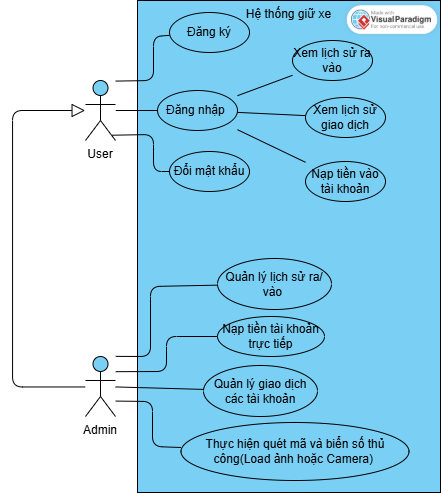 Hệ thống giữ xe
Made with
Visual Paradigm
For non-commercial use
Đăng ký
Xem lịch sử ra
vào
Đăng nhập
Xem lịch sử
giao dịch
User
Đổi mật khẩu
Nạp tiền vào
tài khoản
Quản lý lịch sử ra/
vào
Nạp tiền tài khoản
trực tiếp
Quản lý giao dịch
các tài khoản
Admin
Thực hiện quét mã và biển số thủ
công(Load ảnh hoặc Camera)